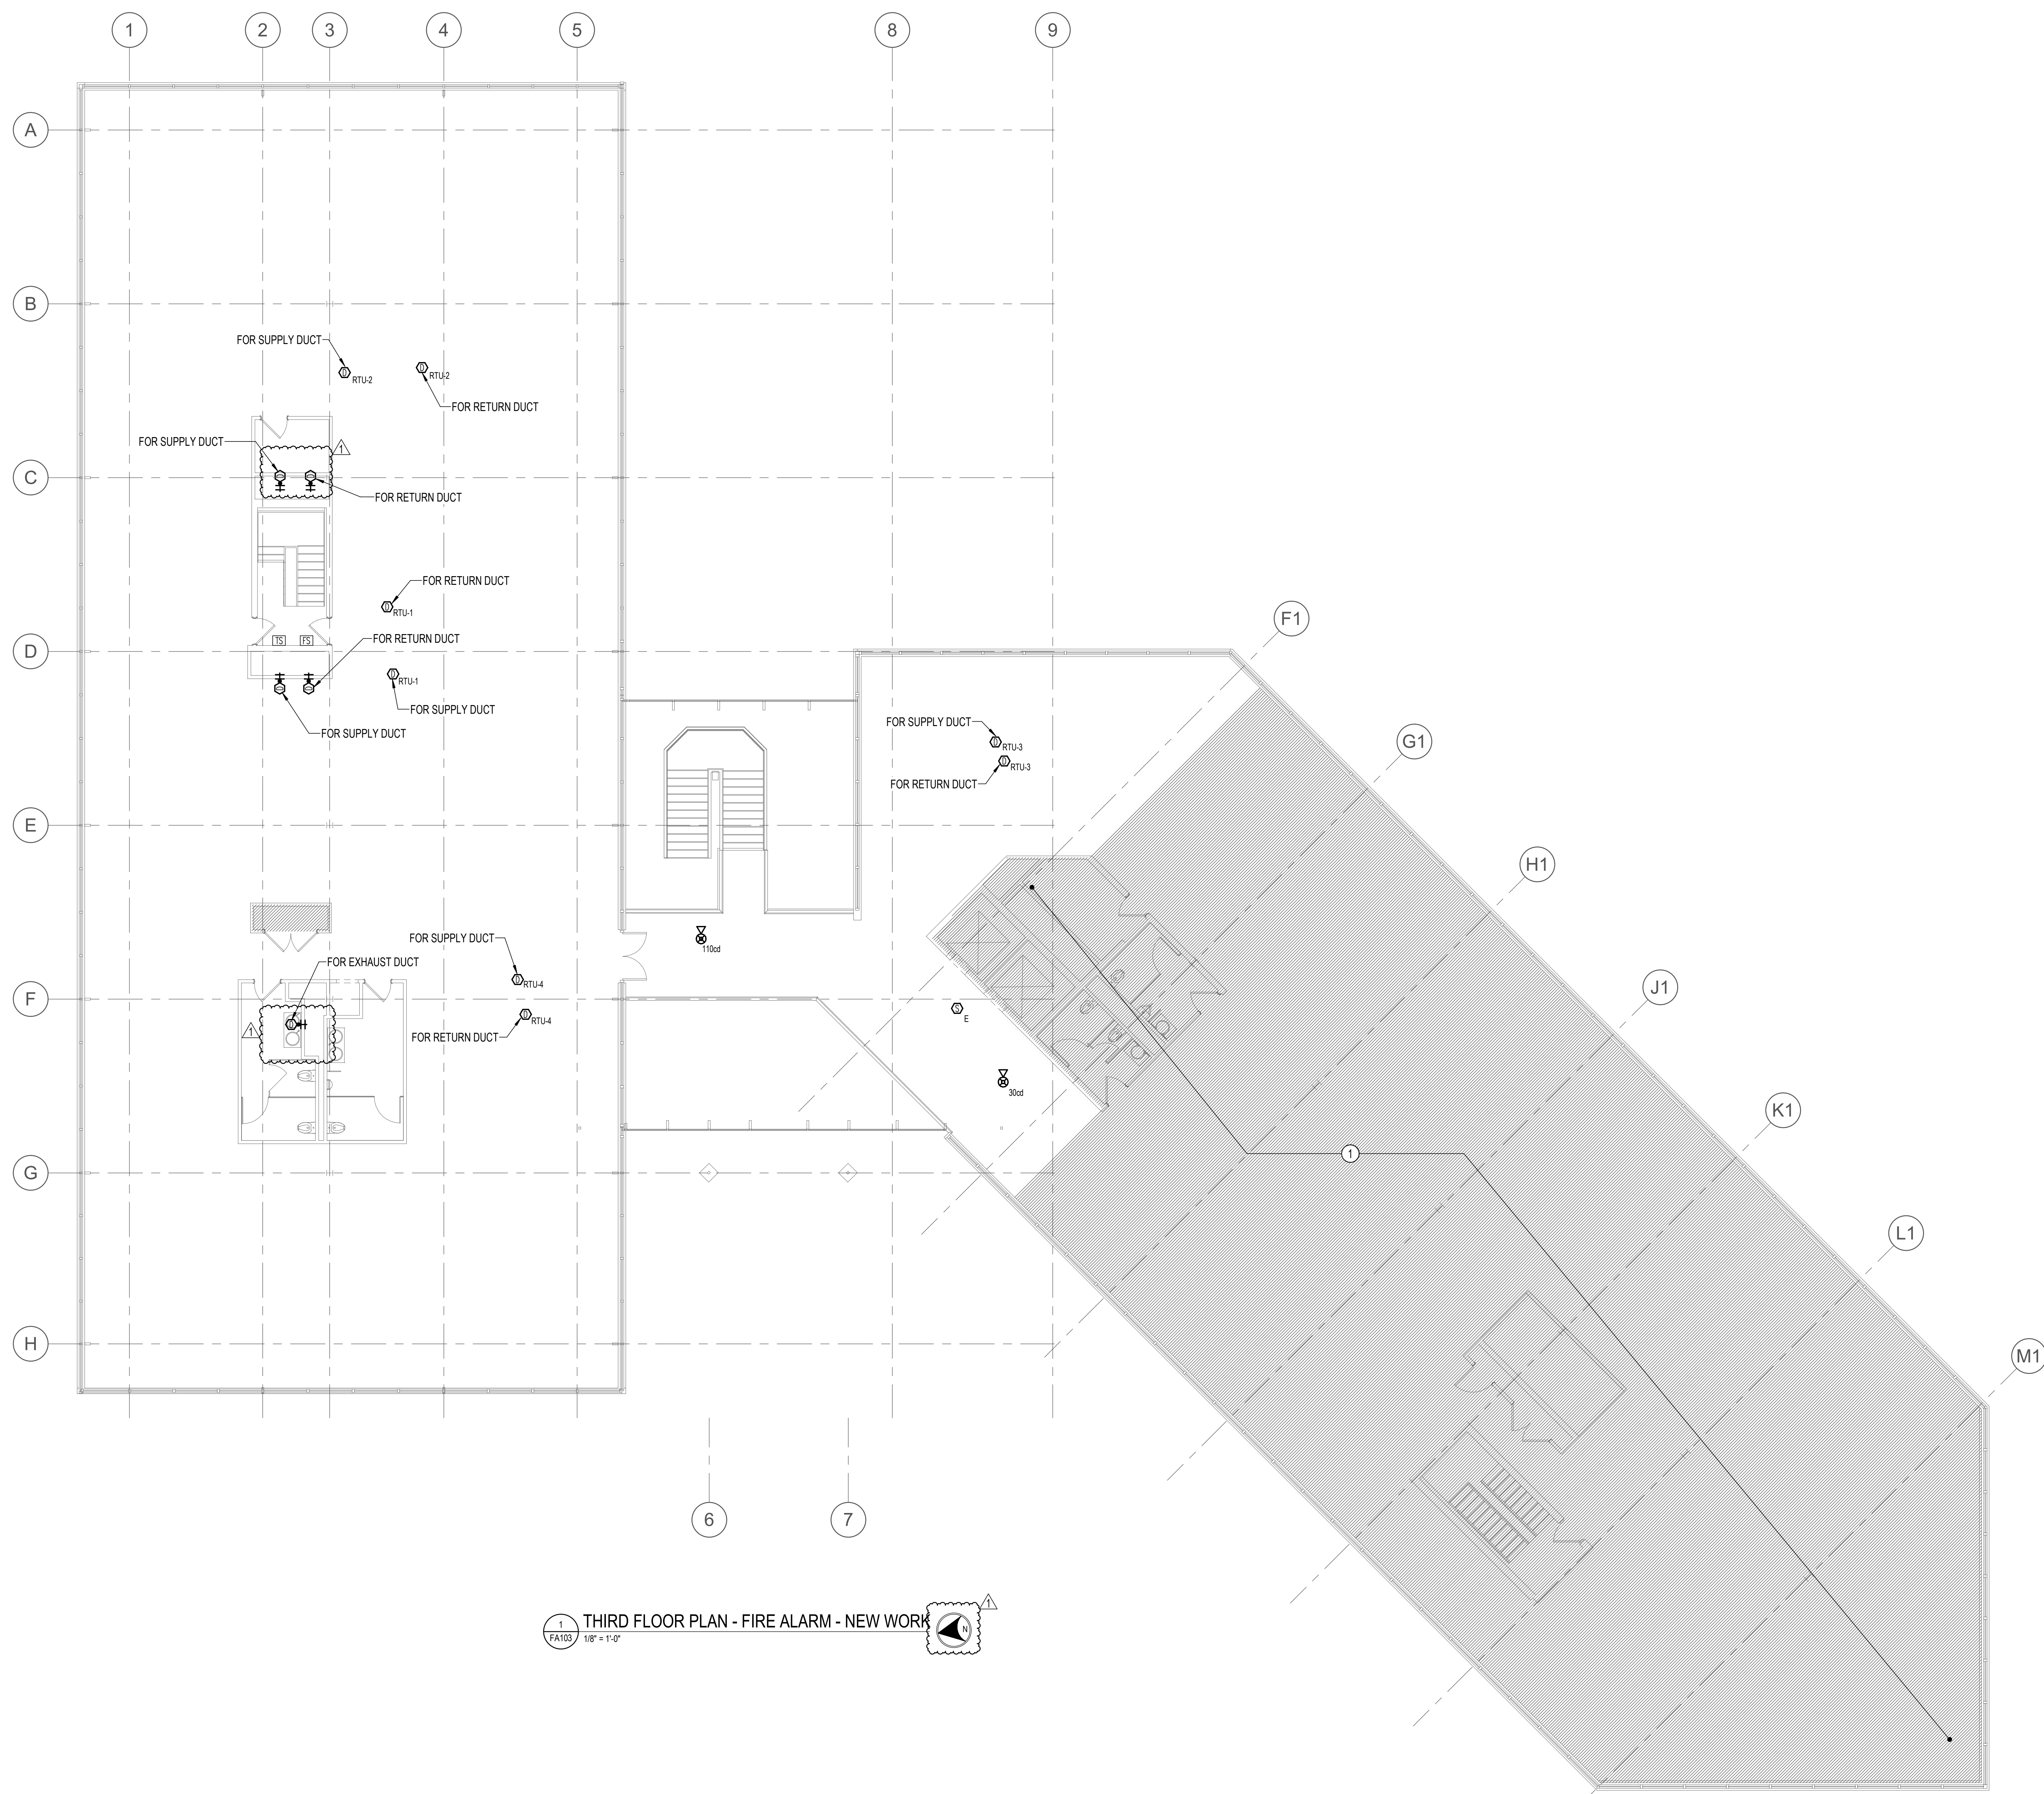 1 2 3 4 5 8 9
A
B
FOR SUPPLY DUCT
RTU-2
RTU-2
FOR RETURN DUCT
FOR SUPPLY DUCT
1
C
FOR RETURN DUCT
FOR RETURN DUCT
RTU-1
F1
TS FS
FOR RETURN DUCT
D
RTU-1
FOR SUPPLY DUCT
FOR SUPPLY DUCT
FOR SUPPLY DUCT
RTU-3
G1
RTU-3
FOR RETURN DUCT
E
H1
FOR SUPPLY DUCT
110cd
FOR EXHAUST DUCT
RTU-4
J1
F
S
E
RTU-4
1
FOR RETURN DUCT
30cd
K1
1
G
L1
H
M1
6 7
1
FA103
THIRD FLOOR PLAN - FIRE ALARM - NEW WORK
1/8" = 1'-0"
N
1